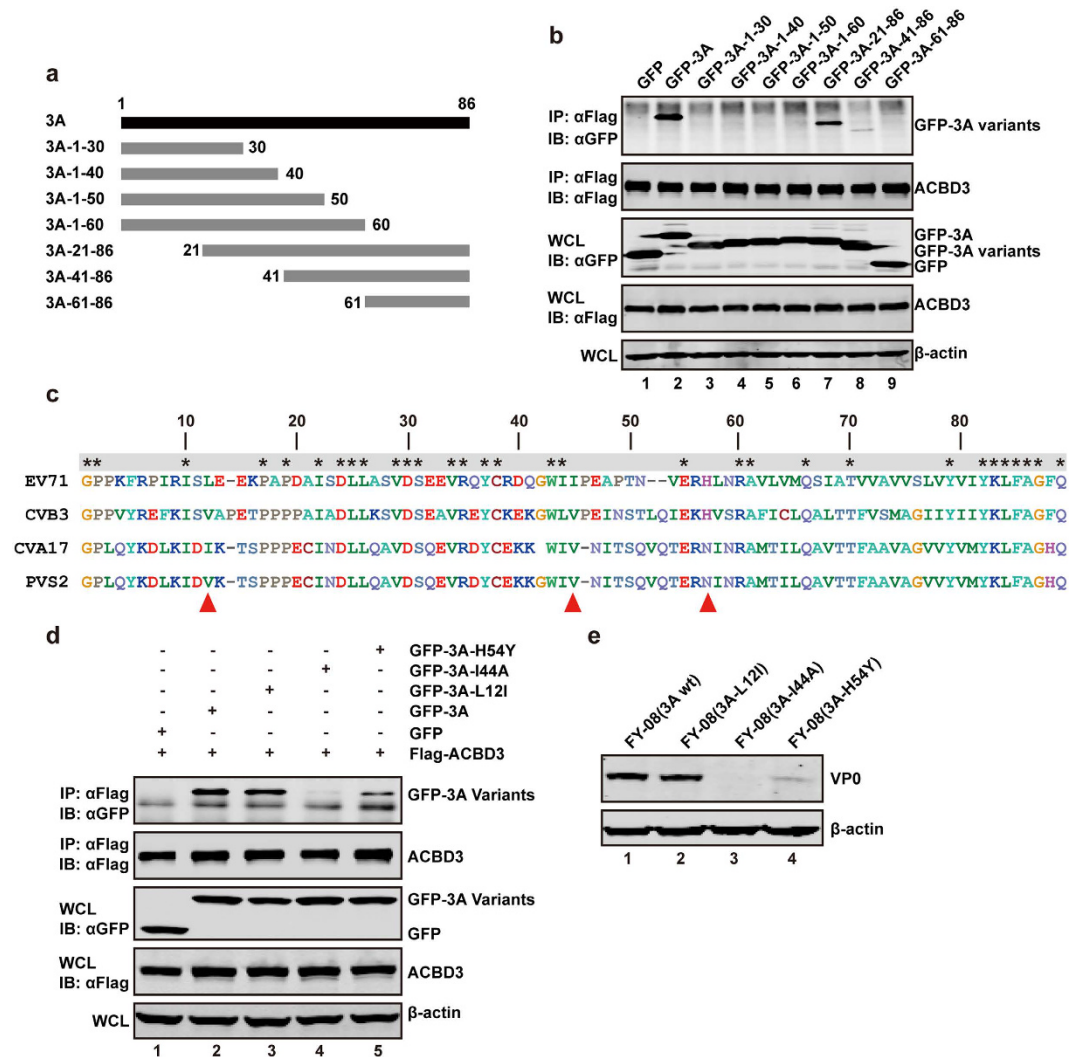 a
1 86
3A
3A-1-30 30
3A-1-40 40
3A-1-50 50
3A-1-60 60
3A-21-86 21
3A-41-86 41
3A-61-86 61
b
GFP GFP-3A GFP-3A-1-30 GFP-3A-1-40 GFP-3A-1-50 GFP-3A-1-60 GFP-3A-21-86 GFP-3A-41-86 GFP-3A-61-86
IP: αFlag
IB: αGFP
GFP-3A variants
IP: αFlag
IB: αFlag
ACBD3
WCL
IB: αGFP
GFP-3A
GFP-3A variants
GFP
WCL
IB: αFlag
ACBD3
WCL β-actin
1 2 3 4 5 6 7 8 9
c
10 20 30 40 50 60 70 80
EV71 GPPKFRPIRISLE-EKPAPDAISDLLASVDSEEVRQYCRDQGWIIPEAPTN--VERHLNRAVLVMQSIATVVAVVSLVYVIYKLFAGFQ
CVB3 GPPVYREFKISVAPETPPPPAIADLLKSVDSEAVREYCKEKGWLVPEINSTLQIEKHVSRAFICLQALTTFVSMAGIIYIIYKLFAGFQ
CVA17 GPLQYKDLKIDIK-TSPPPECINDLLQAVDSQEVRDYCEKK WIV-NITSQVQTERNINRAMTILQAVTTFAAVAGVVYVMYKLFAGHQ
PVS2 GPLQYKDLKIDVK-TSPPPECINDLLQAVDSQEVRDYCEKKGWIV-NITSQVQTERNINRAMTILQAVTTFAAVAGVVYVMYKLFAGHQ
d
- - - - + GFP-3A-H54Y
- - - + - GFP-3A-I44A
- - + - - GFP-3A-L12I
- + - - - GFP-3A
+ - - - - GFP
+ + + + + Flag-ACBD3
IP: αFlag
IB: αGFP
GFP-3A Variants
IP: αFlag
IB: αFlag
ACBD3
WCL
IB: αGFP
GFP-3A Variants
GFP
WCL
IB: αFlag
ACBD3
WCL β-actin
1 2 3 4 5
e
FY-08(3A wt) FY-08(3A-L12I) FY-08(3A-I44A) FY-08(3A-H54Y)
VP0
β-actin
1 2 3 4